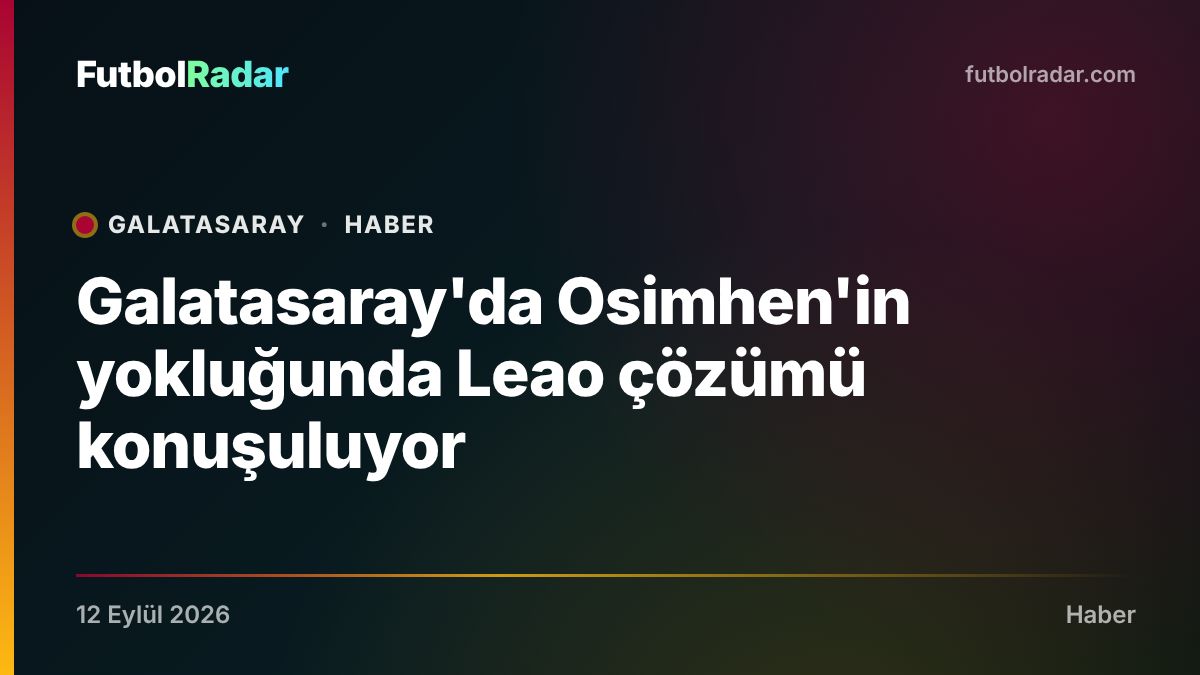 FutbolRadar
futbolradar.com
GALATASARAY · HABER
Galatasaray'da Osimhen'in
yokluğunda Leao çözümü
konuşuluyor
12 Eylül 2026
Haber